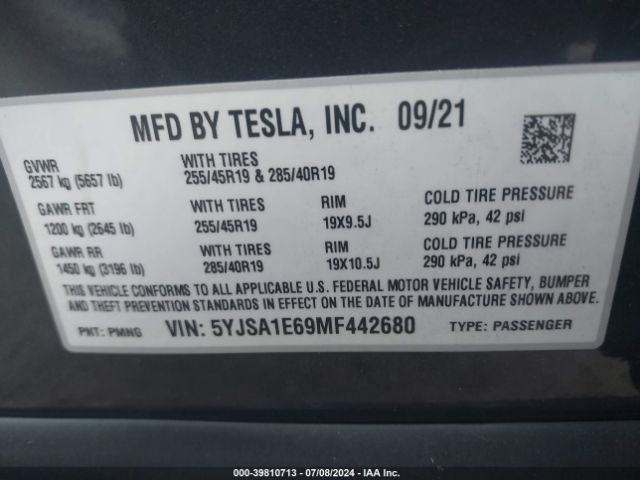 MFD BY TESLA, INC. 09/21
GVWR
2567 kg (5657 lb)
WITH TIRES
255/45R19 & 285/40R19
GAWR FRT
1200 kg (2645 lb)
WITH TIRES
255/45R19
RIM
19X9.5J
COLD TIRE PRESSURE
290 kPa, 42 psi
GAWR RR
1450 kg (3196 lb)
WITH TIRES
285/40R19
RIM
19X10.5J
COLD TIRE PRESSURE
290 kPa, 42 psi
THIS VEHICLE CONFORMS TO ALL APPLICABLE U.S. FEDERAL MOTOR VEHICLE SAFETY, BUMPER
AND THEFT PREVENTION STANDARDS IN EFFECT ON THE DATE OF MANUFACTURE SHOWN ABOVE.
PNT: PMNG VIN: 5YJSA1E69MF442680 TYPE: PASSENGER
000-39810713 - 07/08/2024 - IAAI.COM